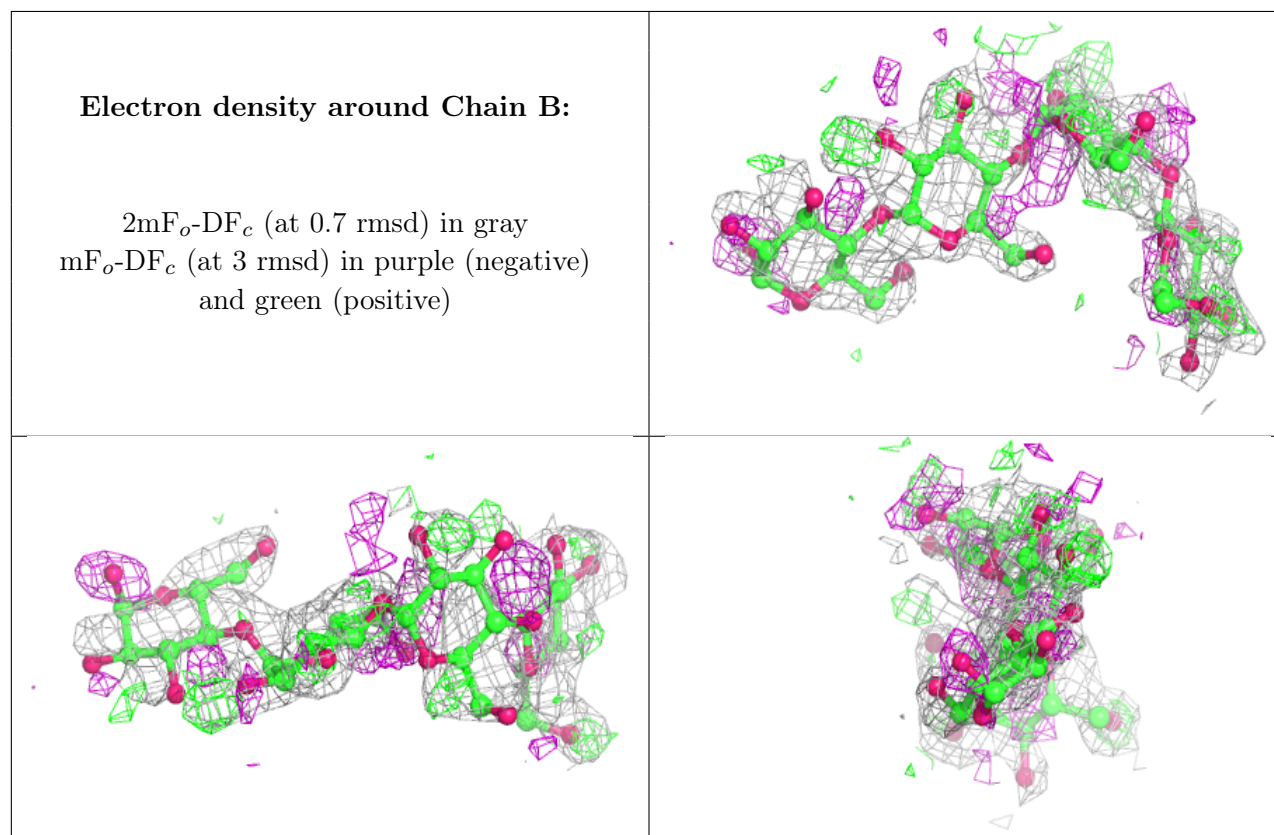 Electron density around Chain B:
2mFₒ-DF𝒸 (at 0.7 rmsd) in gray
mFₒ-DF𝒸 (at 3 rmsd) in purple (negative)
and green (positive)